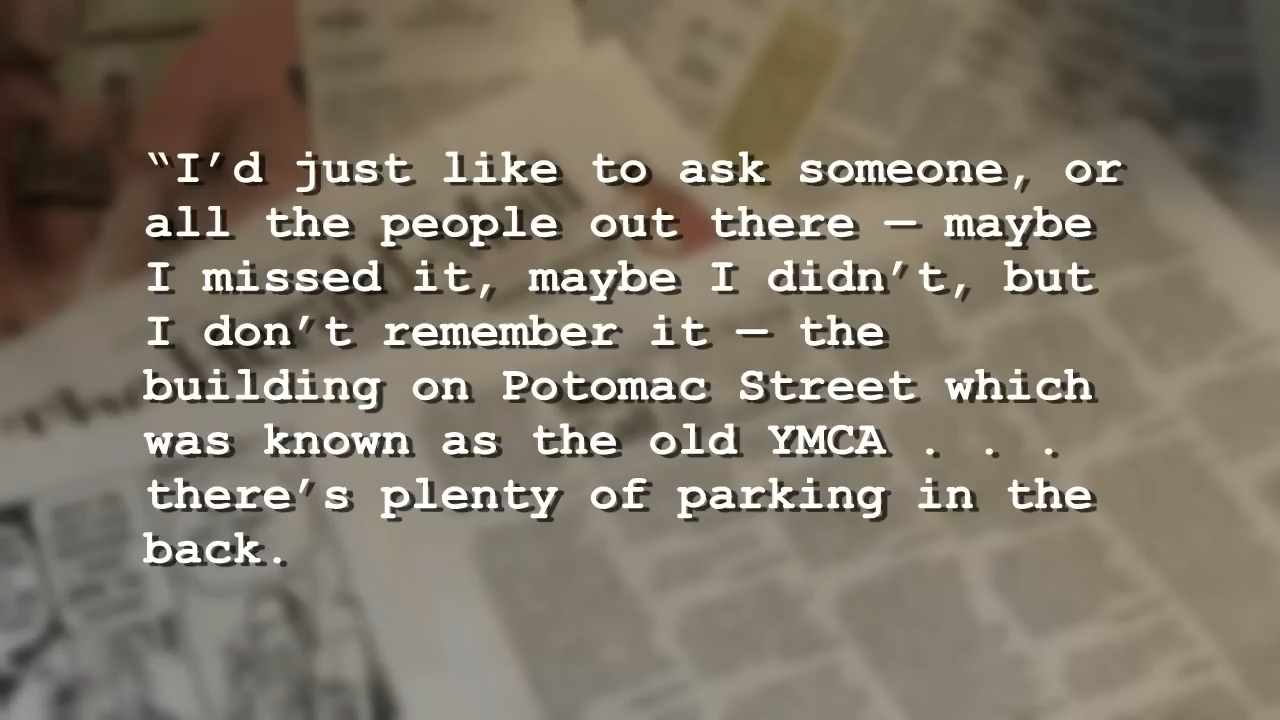 “I’d just like to ask someone, or
all the people out there — maybe
I missed it, maybe I didn’t, but
I don’t remember it — the
building on Potomac Street which
was known as the old YMCA . . .
there’s plenty of parking in the
back.